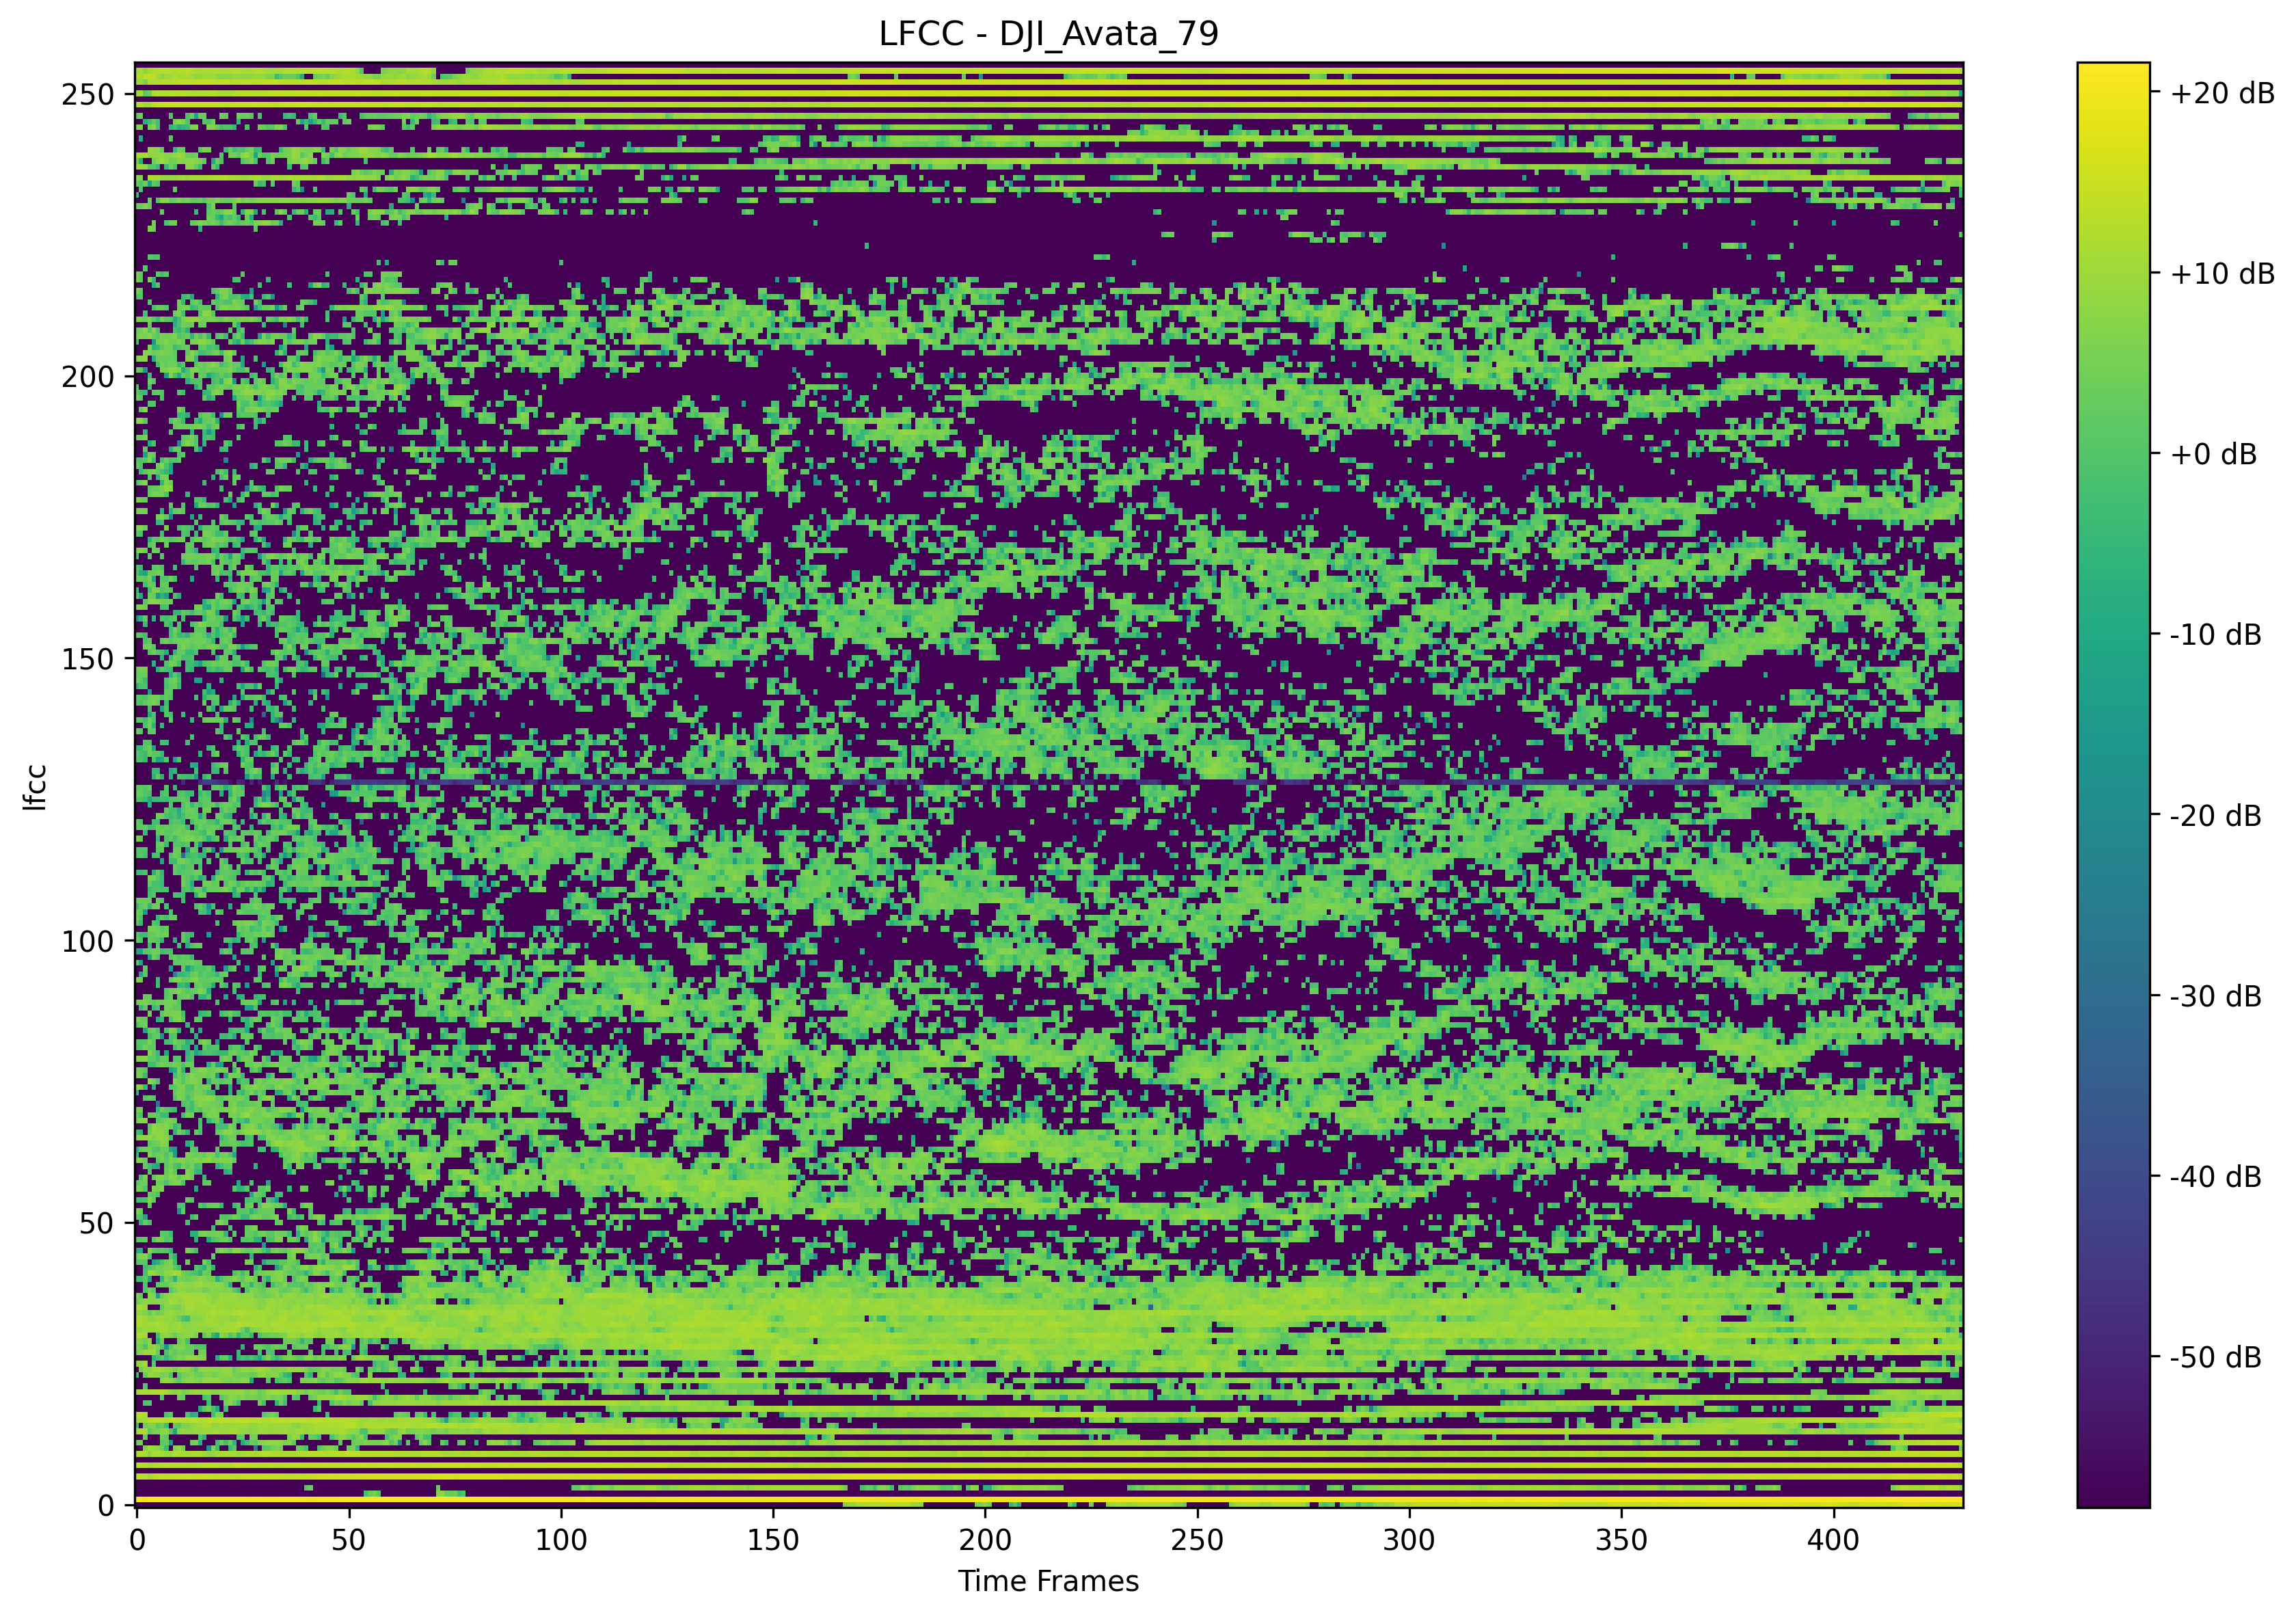 LFCC - DJI_Avata_79
250
200
150
100
50
0
lfcc
0 50 100 150 200 250 300 350 400
Time Frames
+20 dB
+10 dB
+0 dB
-10 dB
-20 dB
-30 dB
-40 dB
-50 dB